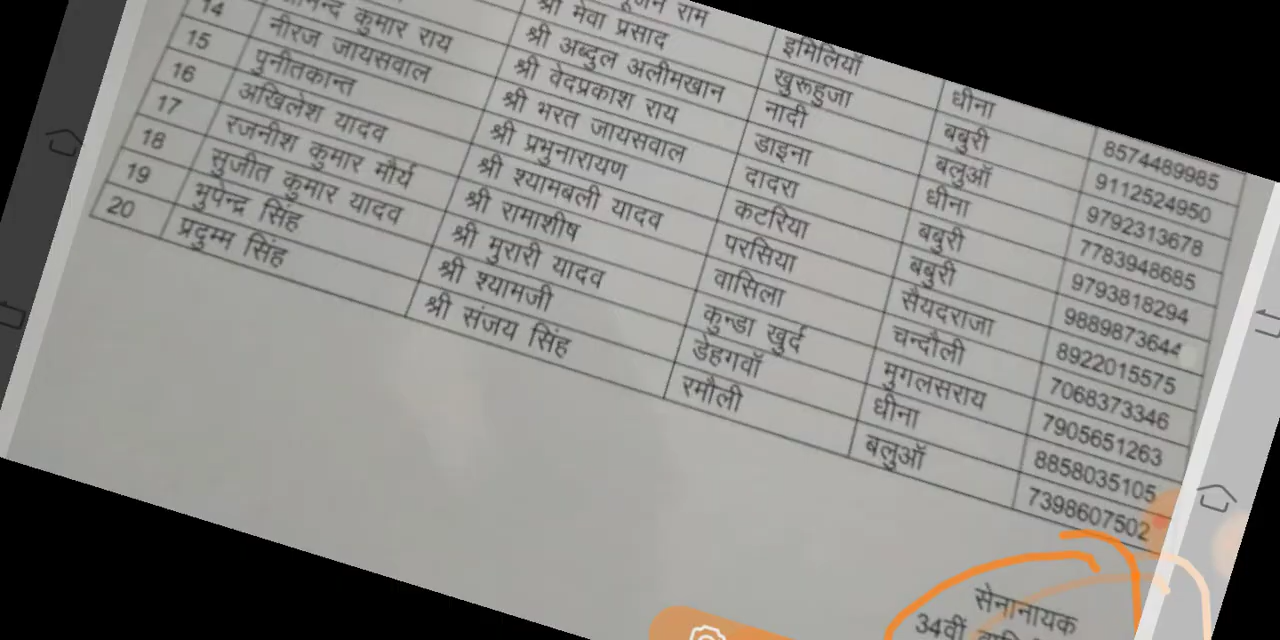 राम इमिलियॉ धीना 8574489985
श्री मेवा प्रसाद खुरूहुजा बबुरी 9112524950
श्री अब्दुल अलीमखान नादी बलुऑ 9792313678
कुमार राय श्री वेदप्रकाश राय डाइना धीना 7783948685
14 नीरज जायसवाल श्री भरत जायसवाल दादरा बबुरी 9793818294
15 पुनीतकान्त श्री प्रभुनारायण कटरिया बबुरी 9889873644
16 अखिलेश यादव श्री श्यामबली यादव परसिया सैयदराजा 8922015575
17 रजनीश कुमार मौर्य श्री रामाशीष वासिला चन्दौली 7068373346
18 सुजीत कुमार यादव श्री मुरारी यादव कुन्डा खुर्द मुगलसराय 7905651263
19 भुपेन्द्र सिंह श्री श्यामजी डेहगवॉ धीना 8858035105
20 प्रदुम्म सिंह श्री संजय सिंह रमौली बलुऑ 7398607502
सेनानायक
34वीं